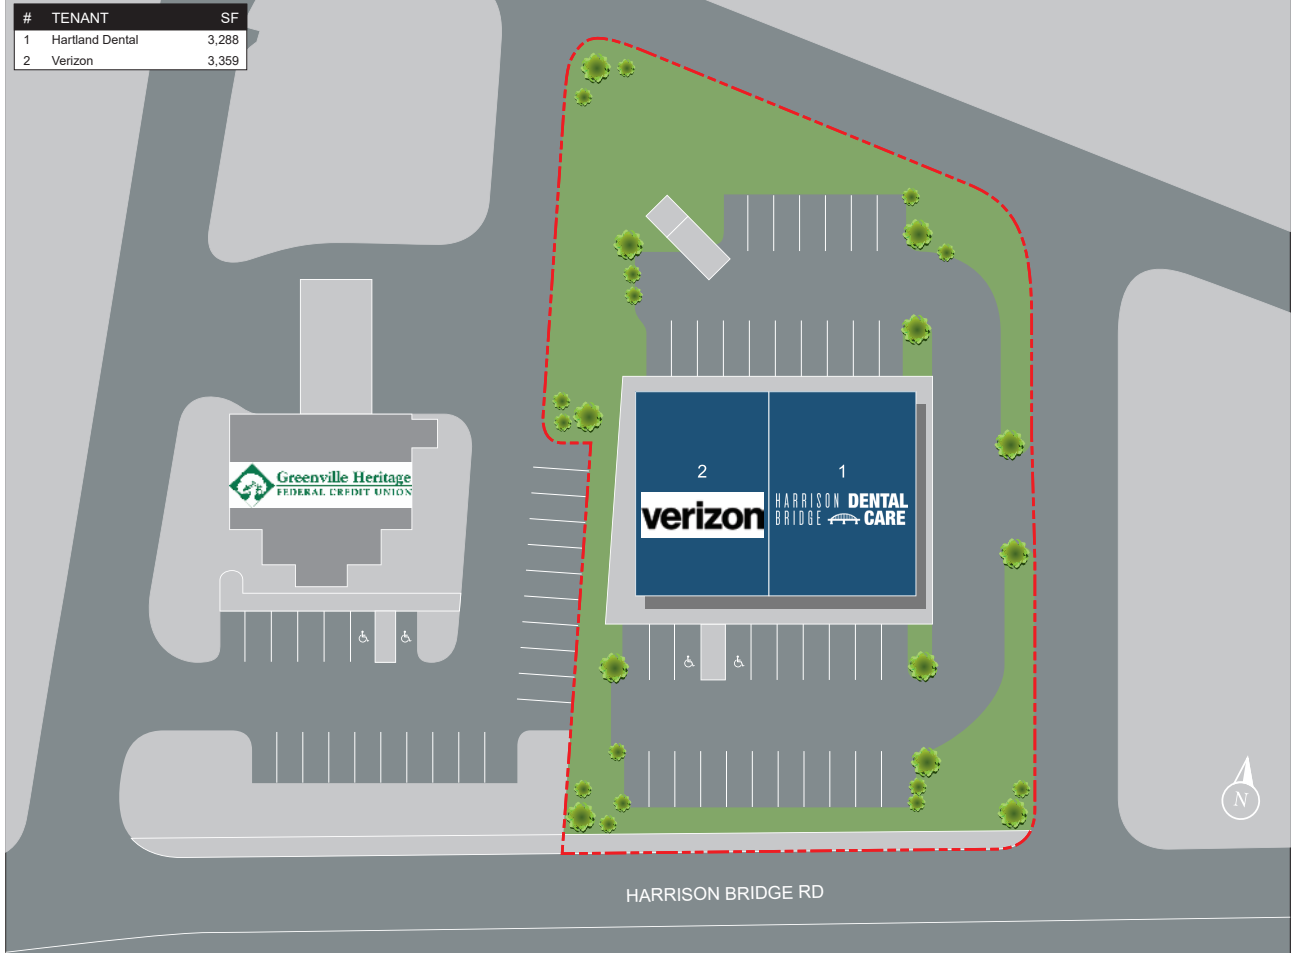 # TENANT SF
1 Hartland Dental 3,288
2 Verizon 3,359
Greenville Heritage
FEDERAL CREDIT UNION
2
verizon
1
HARRISON BRIDGE DENTAL CARE
HARRISON BRIDGE RD
N